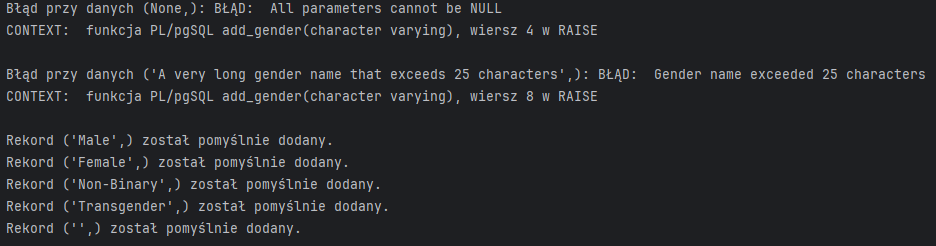 Błąd przy danych (None,): BŁĄD:  All parameters cannot be NULL
CONTEXT:  funkcja PL/pgSQL add_gender(character varying), wiersz 4 w RAISE
Błąd przy danych ('A very long gender name that exceeds 25 characters',): BŁĄD:  Gender name exceeded 25 characters
CONTEXT:  funkcja PL/pgSQL add_gender(character varying), wiersz 8 w RAISE
Rekord ('Male',) został pomyślnie dodany.
Rekord ('Female',) został pomyślnie dodany.
Rekord ('Non-Binary',) został pomyślnie dodany.
Rekord ('Transgender',) został pomyślnie dodany.
Rekord ('',) został pomyślnie dodany.